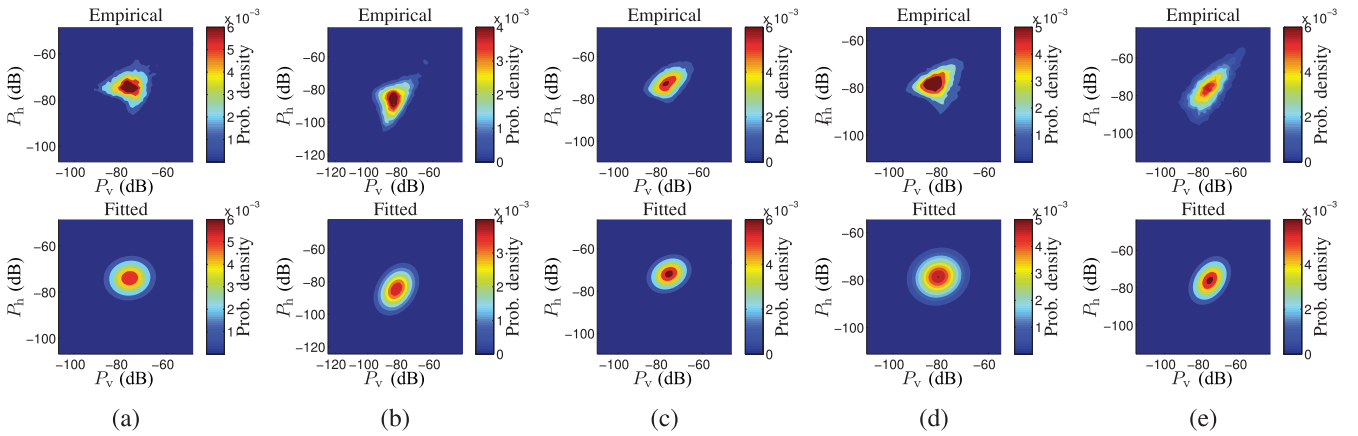 Empirical
x 10⁻³
6
5
4
3
2
1
Prob. density
−60
−80
−100
P_h (dB)
−100 −80 −60
P_v (dB)
Empirical
x 10⁻³
4
3
2
1
0
Prob. density
−60
−80
−100
−120
P_h (dB)
−120 −100 −80 −60
P_v (dB)
Empirical
x 10⁻³
6
4
2
0
Prob. density
−60
−80
−100
P_h (dB)
−100 −80 −60
P_v (dB)
Empirical
x 10⁻³
5
4
3
2
1
Prob. density
−60
−80
−100
(dB)
−100 −80 −60
P_v (dB)
Empirical
x 10⁻³
6
4
2
0
Prob. density
−60
−80
−100
P_h (dB)
−100 −80 −60
P_v (dB)
Fitted
x 10⁻³
6
5
4
3
2
1
Prob. density
−60
−80
−100
P_h (dB)
−100 −80 −60
P_v (dB)
Fitted
x 10⁻³
4
3
2
1
0
Prob. density
−60
−80
−100
−120
P_h (dB)
−120 −100 −80 −60
P_v (dB)
Fitted
x 10⁻³
6
4
2
0
Prob. density
−60
−80
−100
P_h (dB)
−100 −80 −60
P_v (dB)
Fitted
x 10⁻³
5
4
3
2
1
0
Prob. density
−60
−80
−100
P_h (dB)
−100 −80 −60
P_v (dB)
Fitted
x 10⁻³
6
4
2
0
Prob. density
−60
−80
−100
P_h (dB)
−100 −80 −60
P_v (dB)
(a) (b) (c) (d) (e)